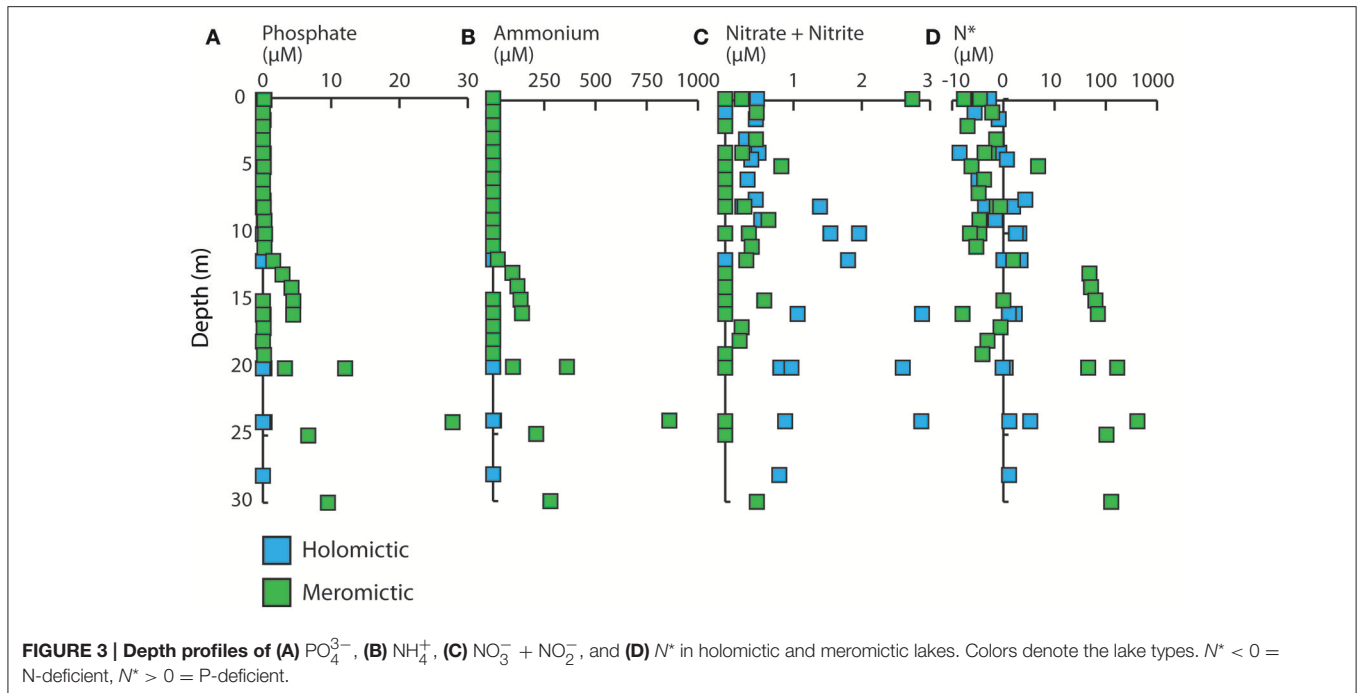 A Phosphate (µM)
B Ammonium (µM)
C Nitrate + Nitrite (µM)
D N* (µM)
0 10 20 30
250 500 750 1000
1 2 3
-10 0 10 100 1000
Depth (m)
0
5
10
15
20
25
30
Holomictic
Meromictic
FIGURE 3 | Depth profiles of (A) PO₄³⁻, (B) NH₄⁺, (C) NO₃⁻ + NO₂⁻, and (D) N* in holomictic and meromictic lakes. Colors denote the lake types. N* < 0 =
N-deficient, N* > 0 = P-deficient.